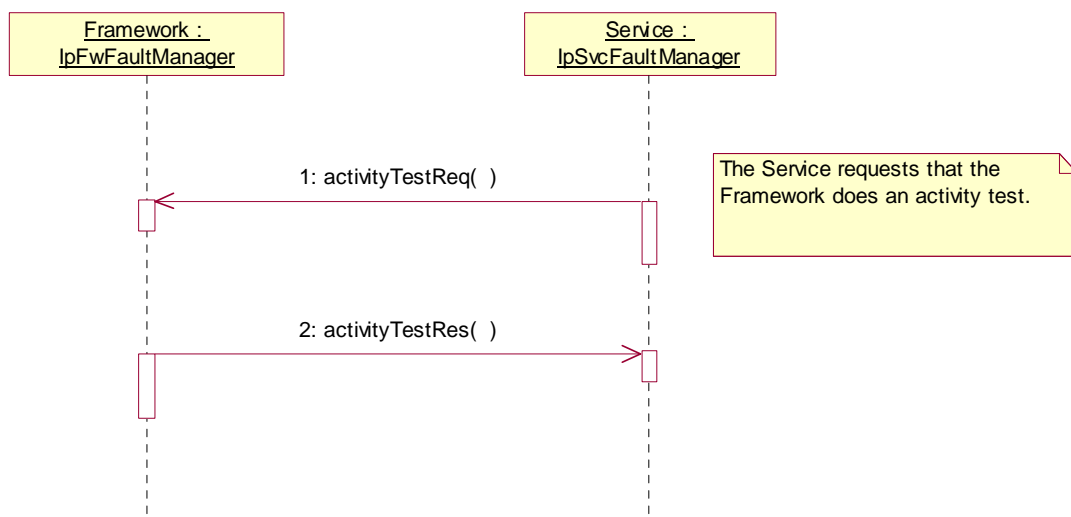 Framework :
IpFwFaultManager
Service :
IpSvcFaultManager
1: activityTestReq( )
The Service requests that the
Framework does an activity test.
2: activityTestRes( )